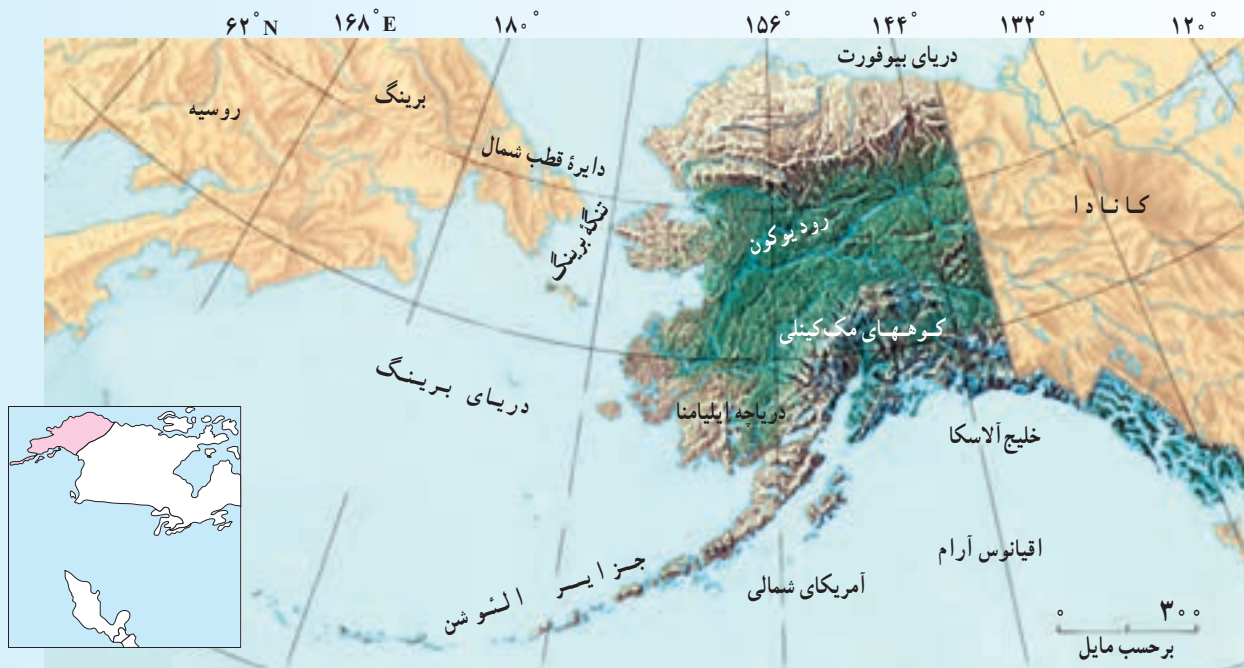 ۶۲° N
۱۶۸° E
۱۸۰°
۱۵۶°
۱۴۴°
۱۳۲°
۱۲۰°
دریای بیوفورت
روسیه
برینگ
دایرهٔ قطب شمال
تنگهٔ برینگ
رود یوکون
کانادا
کوههای مک‌کینلی
دریای برینگ
دریاچه ایلیامنا
خلیج آلاسکا
اقیانوس آرام
آمریکای شمالی
جزایر الئوشن
۰ ۳۰۰
برحسب مایل